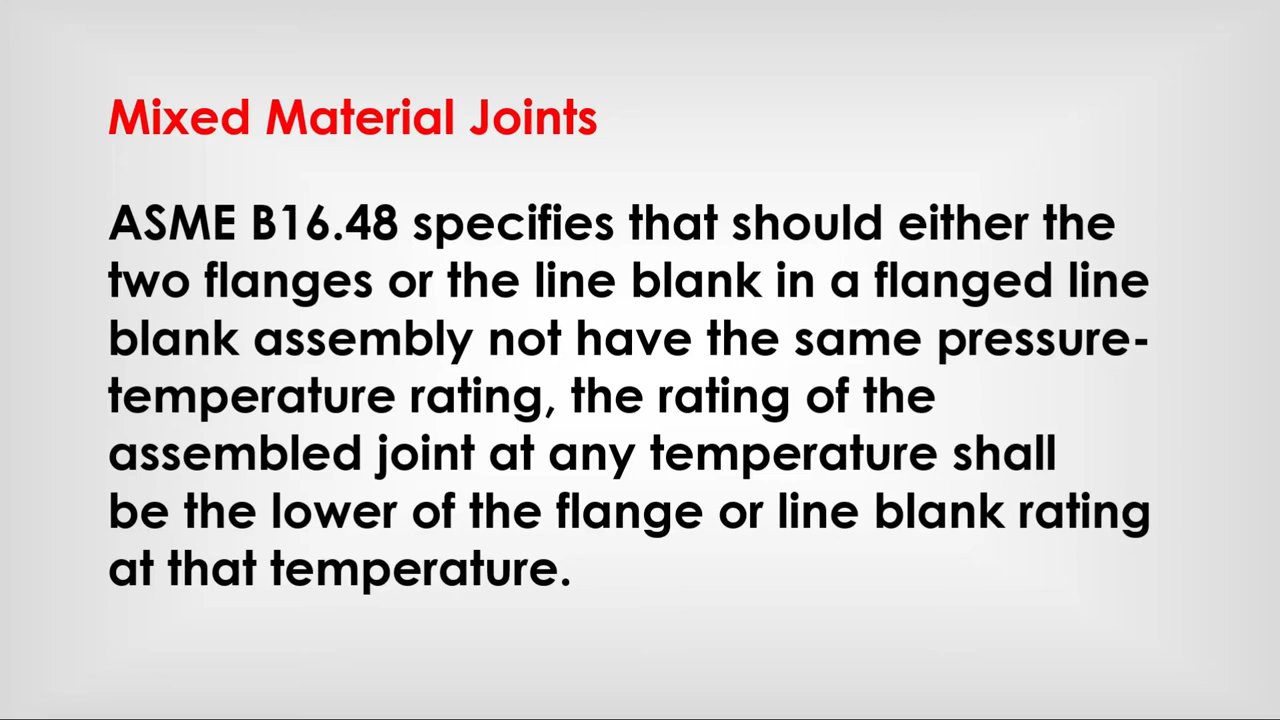 Mixed Material Joints
ASME B16.48 specifies that should either the
two flanges or the line blank in a flanged line
blank assembly not have the same pressure-
temperature rating, the rating of the
assembled joint at any temperature shall
be the lower of the flange or line blank rating
at that temperature.